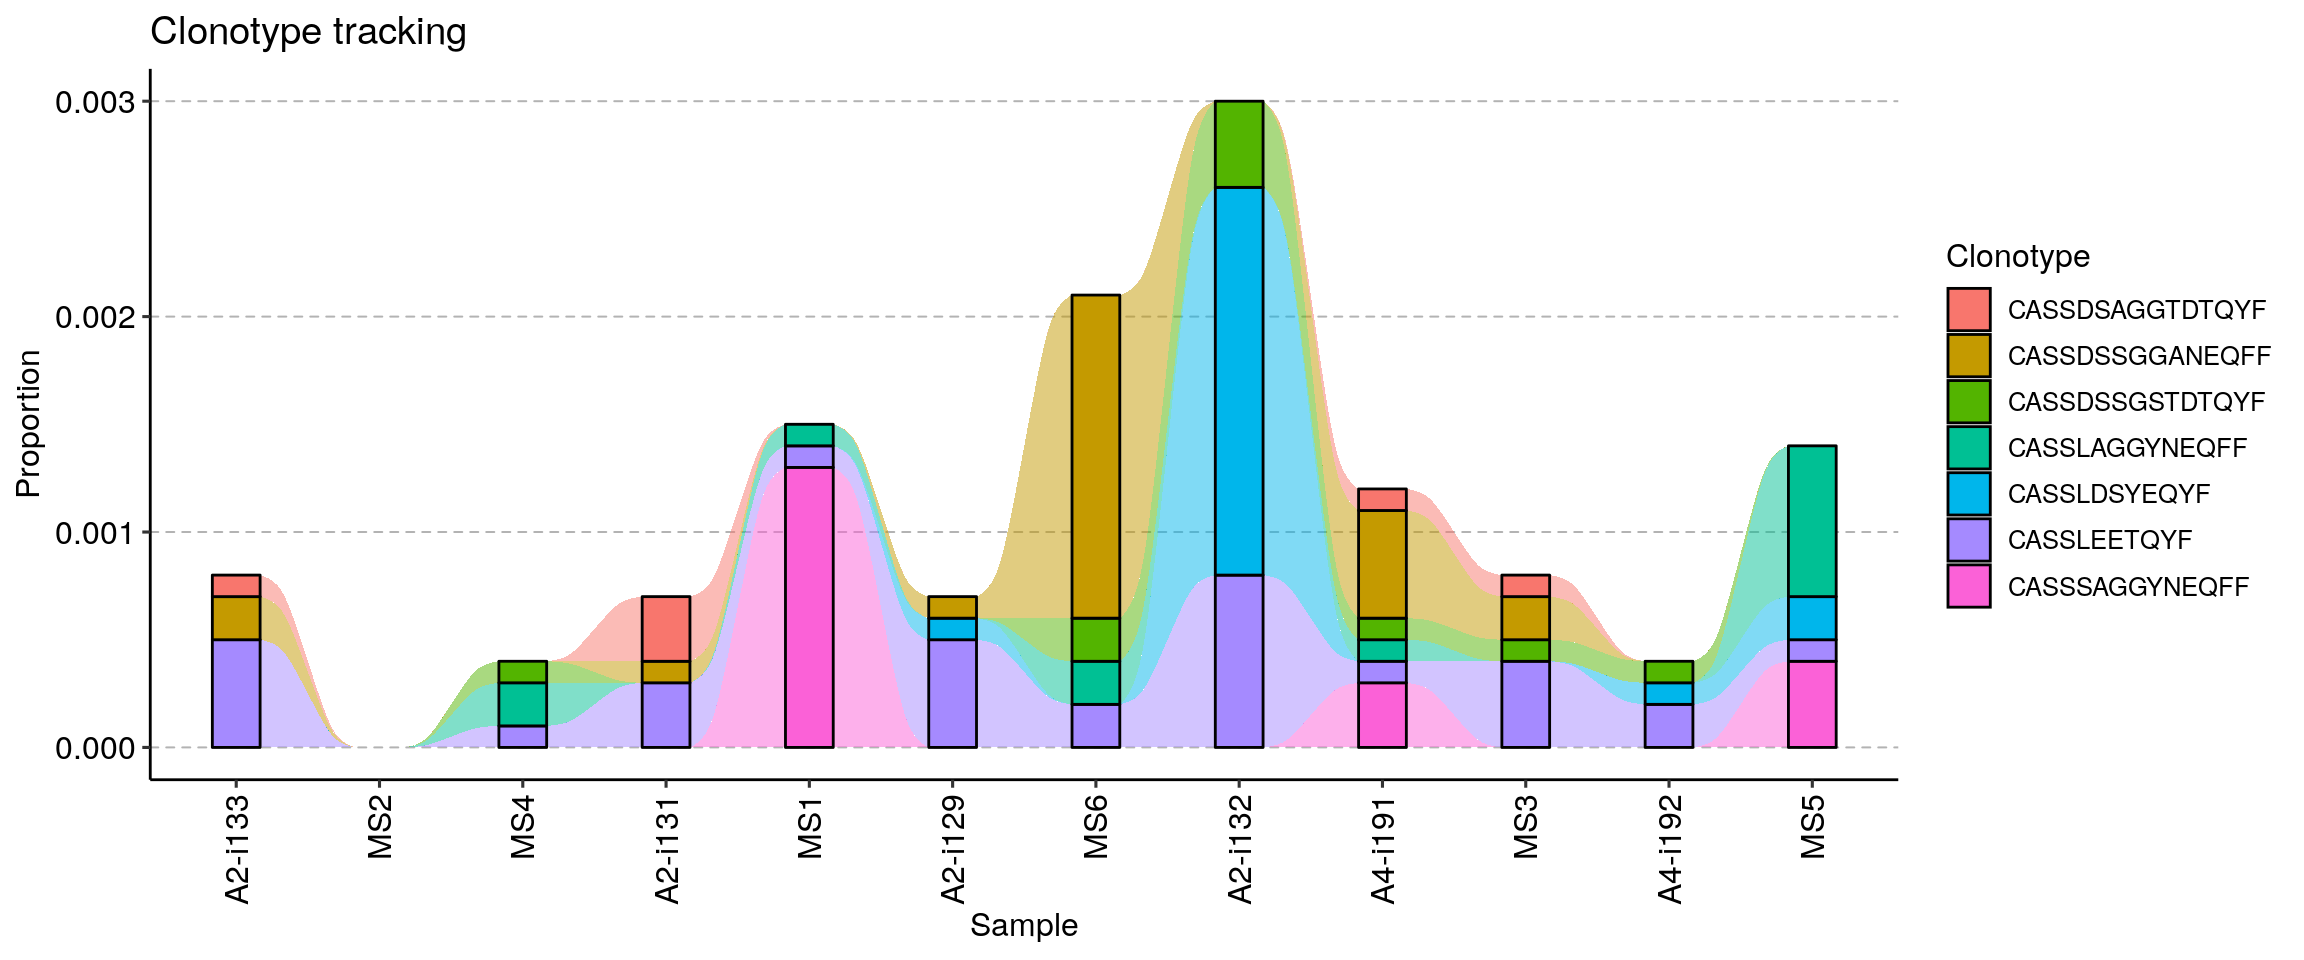 Clonotype tracking
Proportion
0.003
0.002
0.001
0.000
A2-i133
MS2
MS4
A2-i131
MS1
A2-i129
MS6
A2-i132
A4-i191
MS3
A4-i192
MS5
Sample
Clonotype
CASSDSAGGTDTQYF
CASSDSSGGANEQFF
CASSDSSGSTDTQYF
CASSLAGGYNEQFF
CASSLDSYEQYF
CASSLEETQYF
CASSSAGGYNEQFF